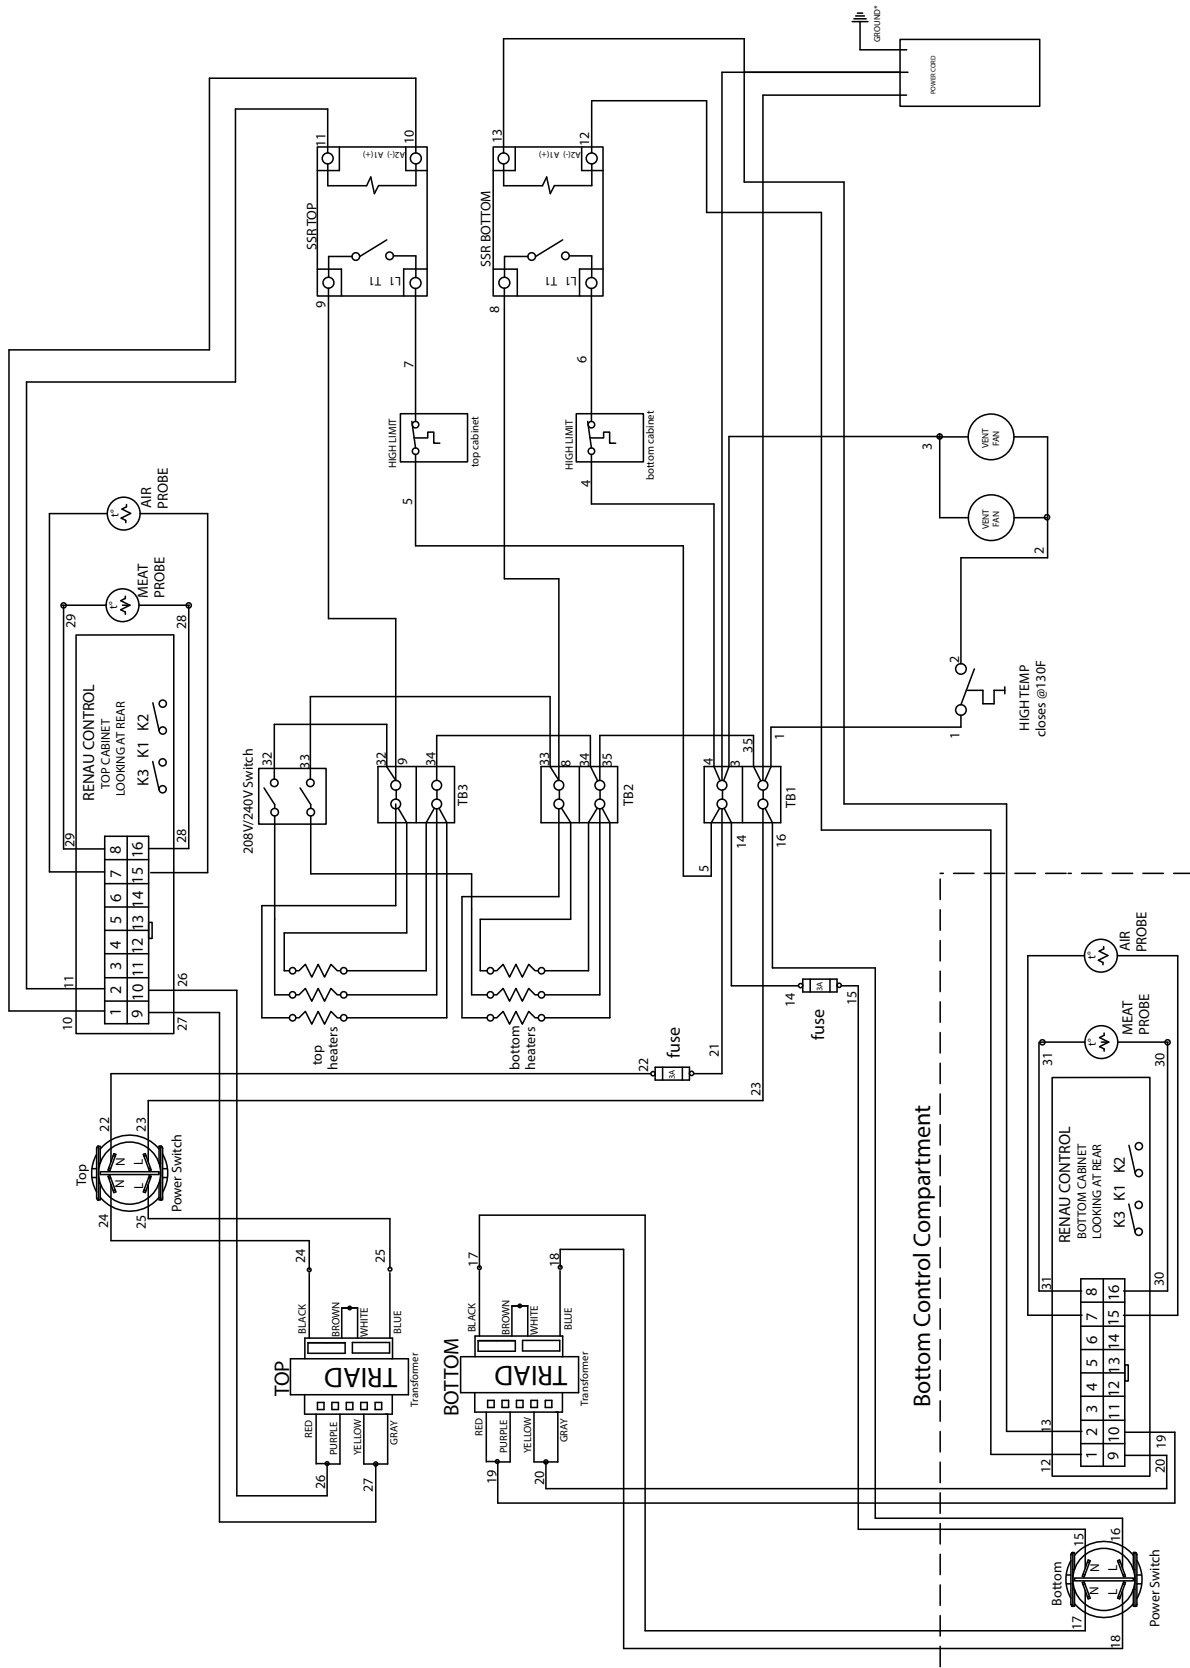 GROUND*
POWER CORD
11
10
A2(-) A1(+)
SSR TOP
L1 T1
9
7
13
12
A2(-) A1(+)
SSR BOTTOM
L1 T1
8
6
HIGH LIMIT
top cabinet
5
HIGH LIMIT
bottom cabinet
4
3
VENT
FAN
VENT
FAN
2
2
1
HIGH TEMP
closes @130F
t°
AIR
PROBE
t°
MEAT
PROBE
29
28
RENAU CONTROL
TOP CABINET
LOOKING AT REAR
K3 K1 K2
29
28
1 2 3 4 5 6 7 8
9 10 11 12 13 14 15 16
11
10
26
27
208V/240V Switch
32
33
32
9
34
TB3
33
8
34
35
TB2
4
3
35
1
TB1
5
14
16
top
heaters
bottom
heaters
14
3A
15
fuse
22
3A
fuse
21
23
Top
22
23
N
L
N
L
24
25
Power Switch
24
25
BLACK
BROWN
WHITE
BLUE
TOP
TRIAD
Transformer
RED
PURPLE
YELLOW
GRAY
26
27
17
18
BLACK
BROWN
WHITE
BLUE
BOTTOM
TRIAD
Transformer
RED
PURPLE
YELLOW
GRAY
19
20
Bottom Control Compartment
t°
AIR
PROBE
t°
MEAT
PROBE
31
30
RENAU CONTROL
BOTTOM CABINET
LOOKING AT REAR
K3 K1 K2
31
30
1 2 3 4 5 6 7 8
9 10 11 12 13 14 15 16
13
12
19
20
Bottom
15
16
N
L
N
L
17
18
Power Switch